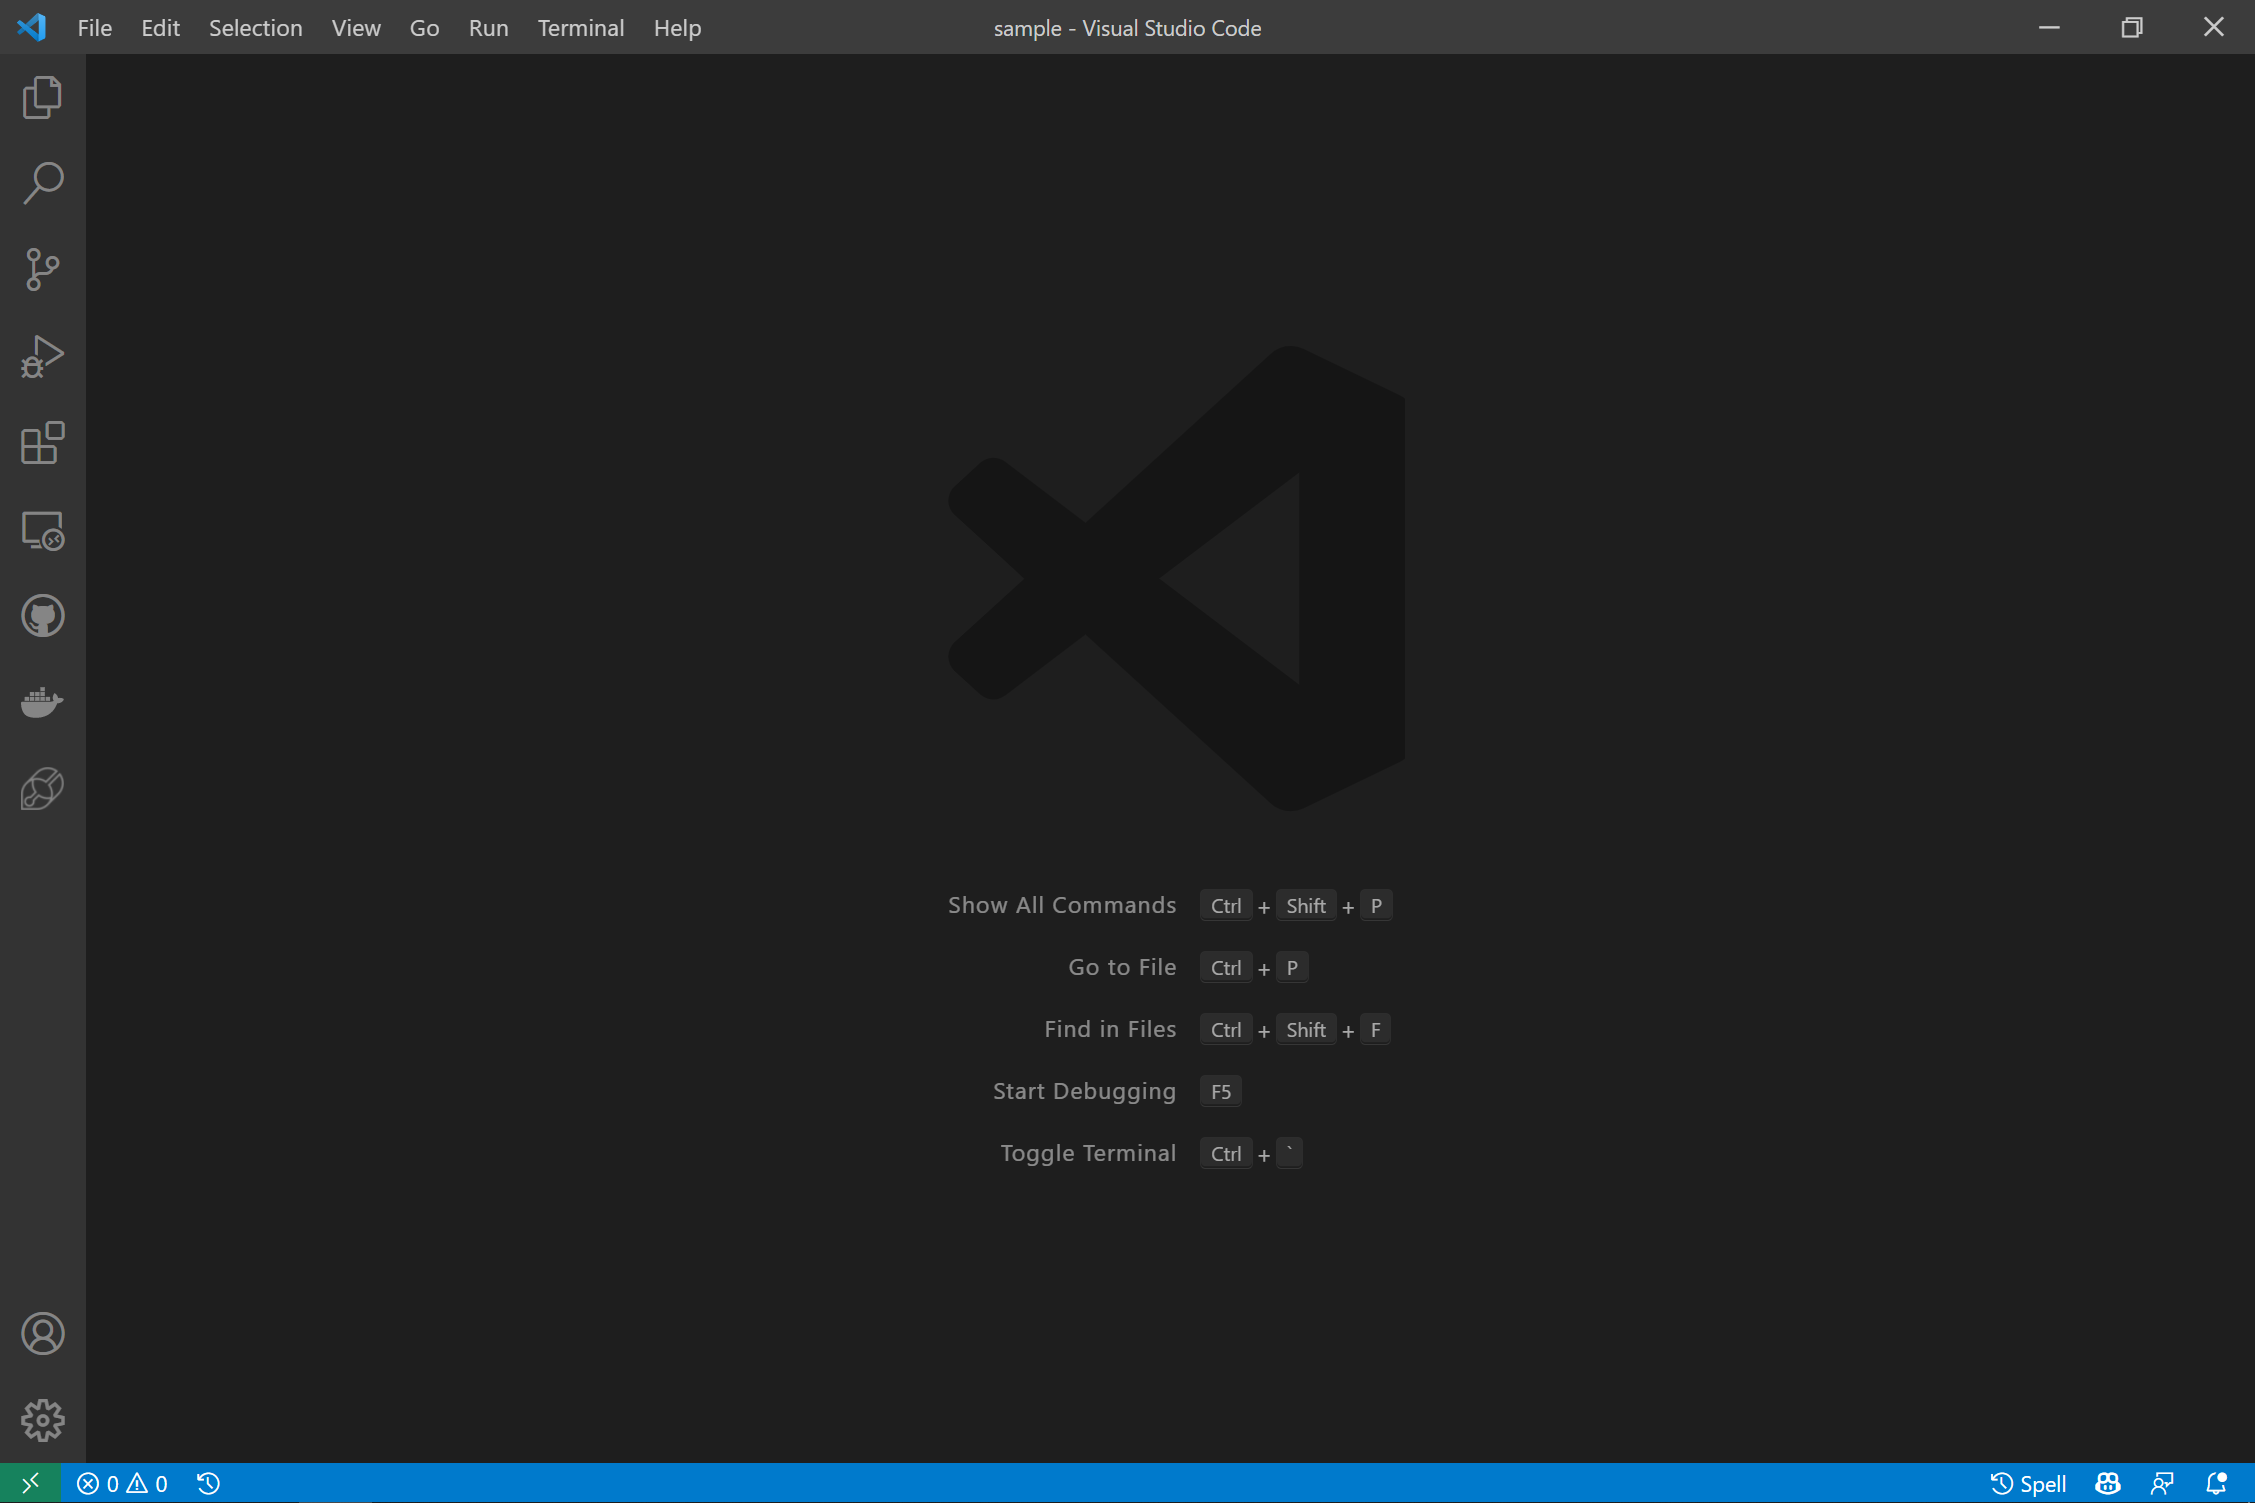 File Edit Selection View Go Run Terminal Help sample - Visual Studio Code
Show All Commands Ctrl + Shift + P
Go to File Ctrl + P
Find in Files Ctrl + Shift + F
Start Debugging F5
Toggle Terminal Ctrl + `
0 0 Spell